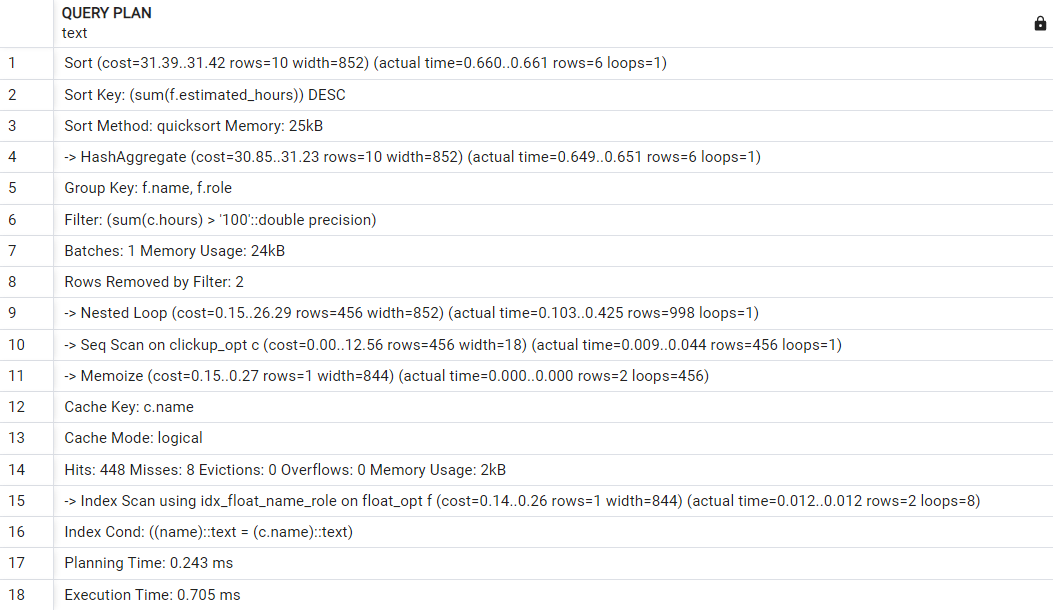 QUERY PLAN
text
1 Sort (cost=31.39..31.42 rows=10 width=852) (actual time=0.660..0.661 rows=6 loops=1)
2 Sort Key: (sum(f.estimated_hours)) DESC
3 Sort Method: quicksort Memory: 25kB
4 -> HashAggregate (cost=30.85..31.23 rows=10 width=852) (actual time=0.649..0.651 rows=6 loops=1)
5 Group Key: f.name, f.role
6 Filter: (sum(c.hours) > '100'::double precision)
7 Batches: 1 Memory Usage: 24kB
8 Rows Removed by Filter: 2
9 -> Nested Loop (cost=0.15..26.29 rows=456 width=852) (actual time=0.103..0.425 rows=998 loops=1)
10 -> Seq Scan on clickup_opt c (cost=0.00..12.56 rows=456 width=18) (actual time=0.009..0.044 rows=456 loops=1)
11 -> Memoize (cost=0.15..0.27 rows=1 width=844) (actual time=0.000..0.000 rows=2 loops=456)
12 Cache Key: c.name
13 Cache Mode: logical
14 Hits: 448 Misses: 8 Evictions: 0 Overflows: 0 Memory Usage: 2kB
15 -> Index Scan using idx_float_name_role on float_opt f (cost=0.14..0.26 rows=1 width=844) (actual time=0.012..0.012 rows=2 loops=8)
16 Index Cond: ((name)::text = (c.name)::text)
17 Planning Time: 0.243 ms
18 Execution Time: 0.705 ms